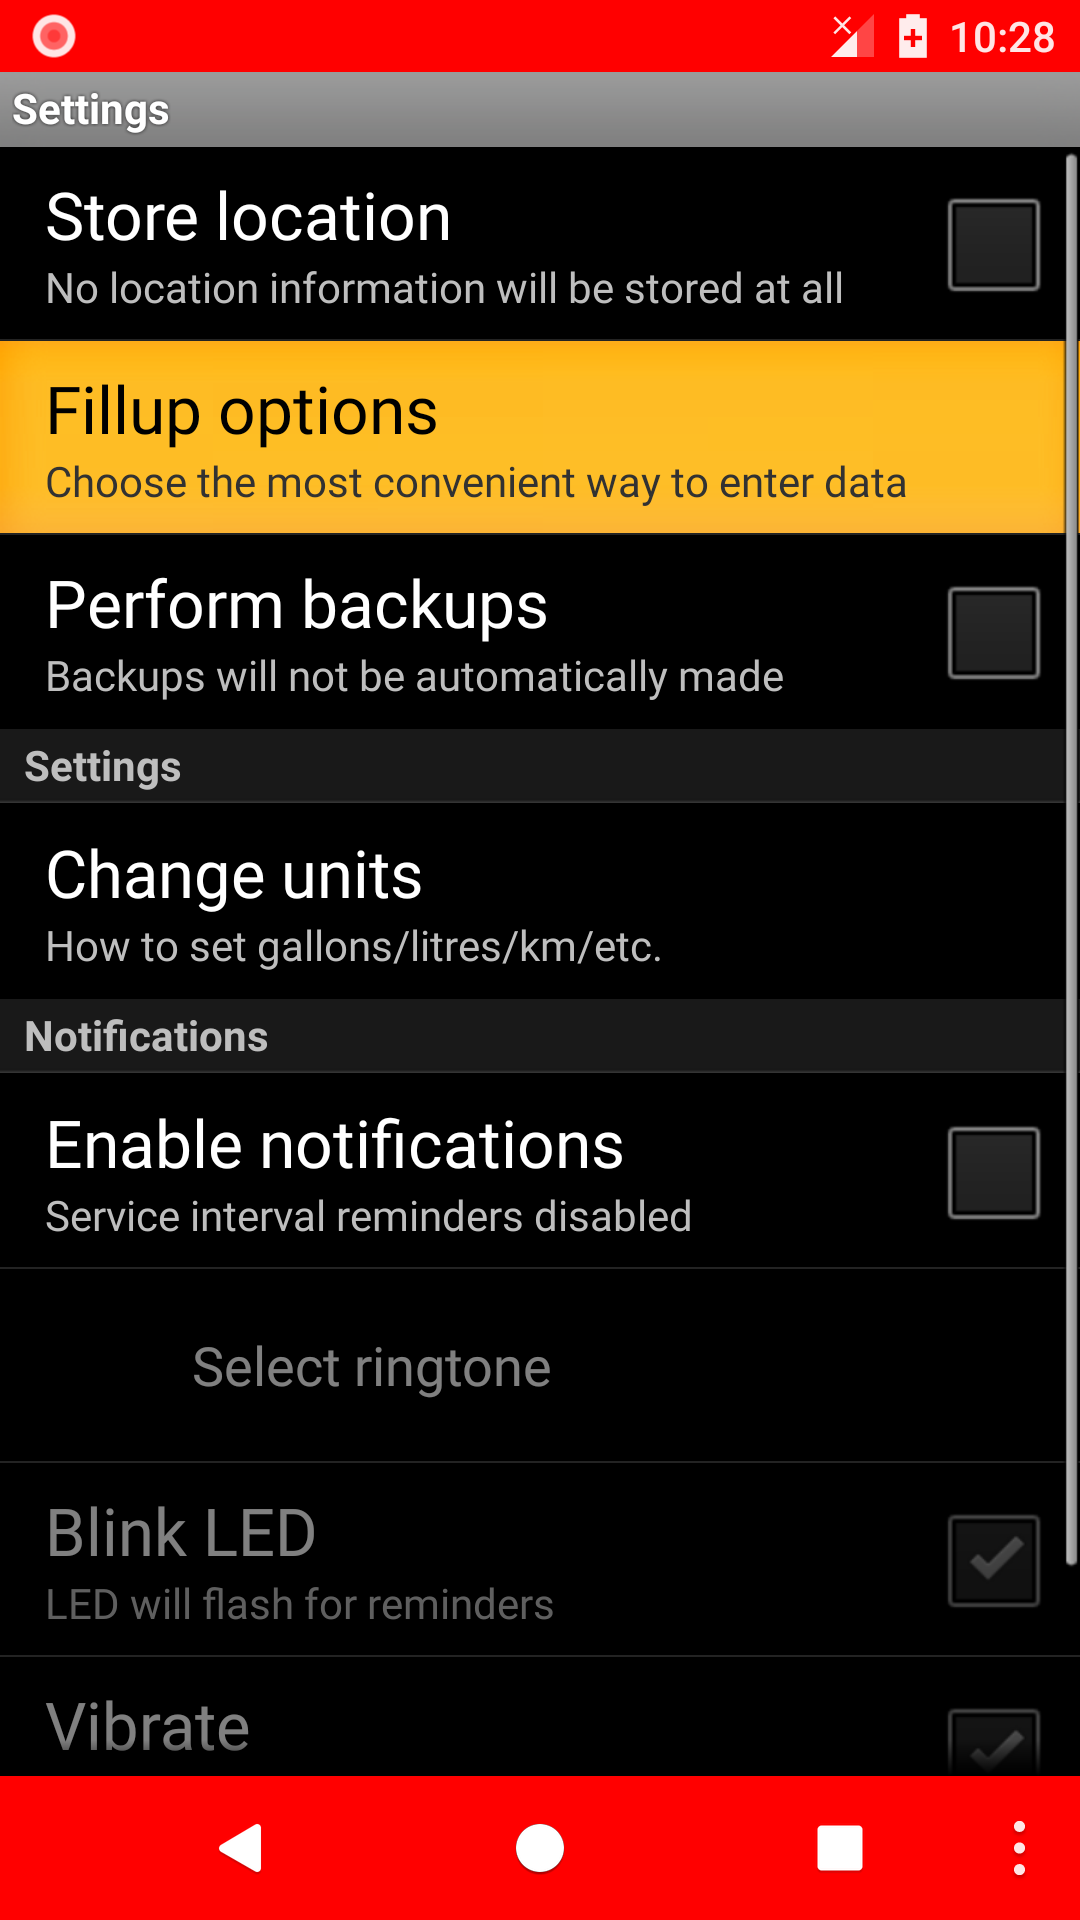 10:28
Settings
Store location
No location information will be stored at all
Fillup options
Choose the most convenient way to enter data
Perform backups
Backups will not be automatically made
Settings
Change units
How to set gallons/litres/km/etc.
Notifications
Enable notifications
Service interval reminders disabled
Select ringtone
Blink LED
LED will flash for reminders
Vibrate